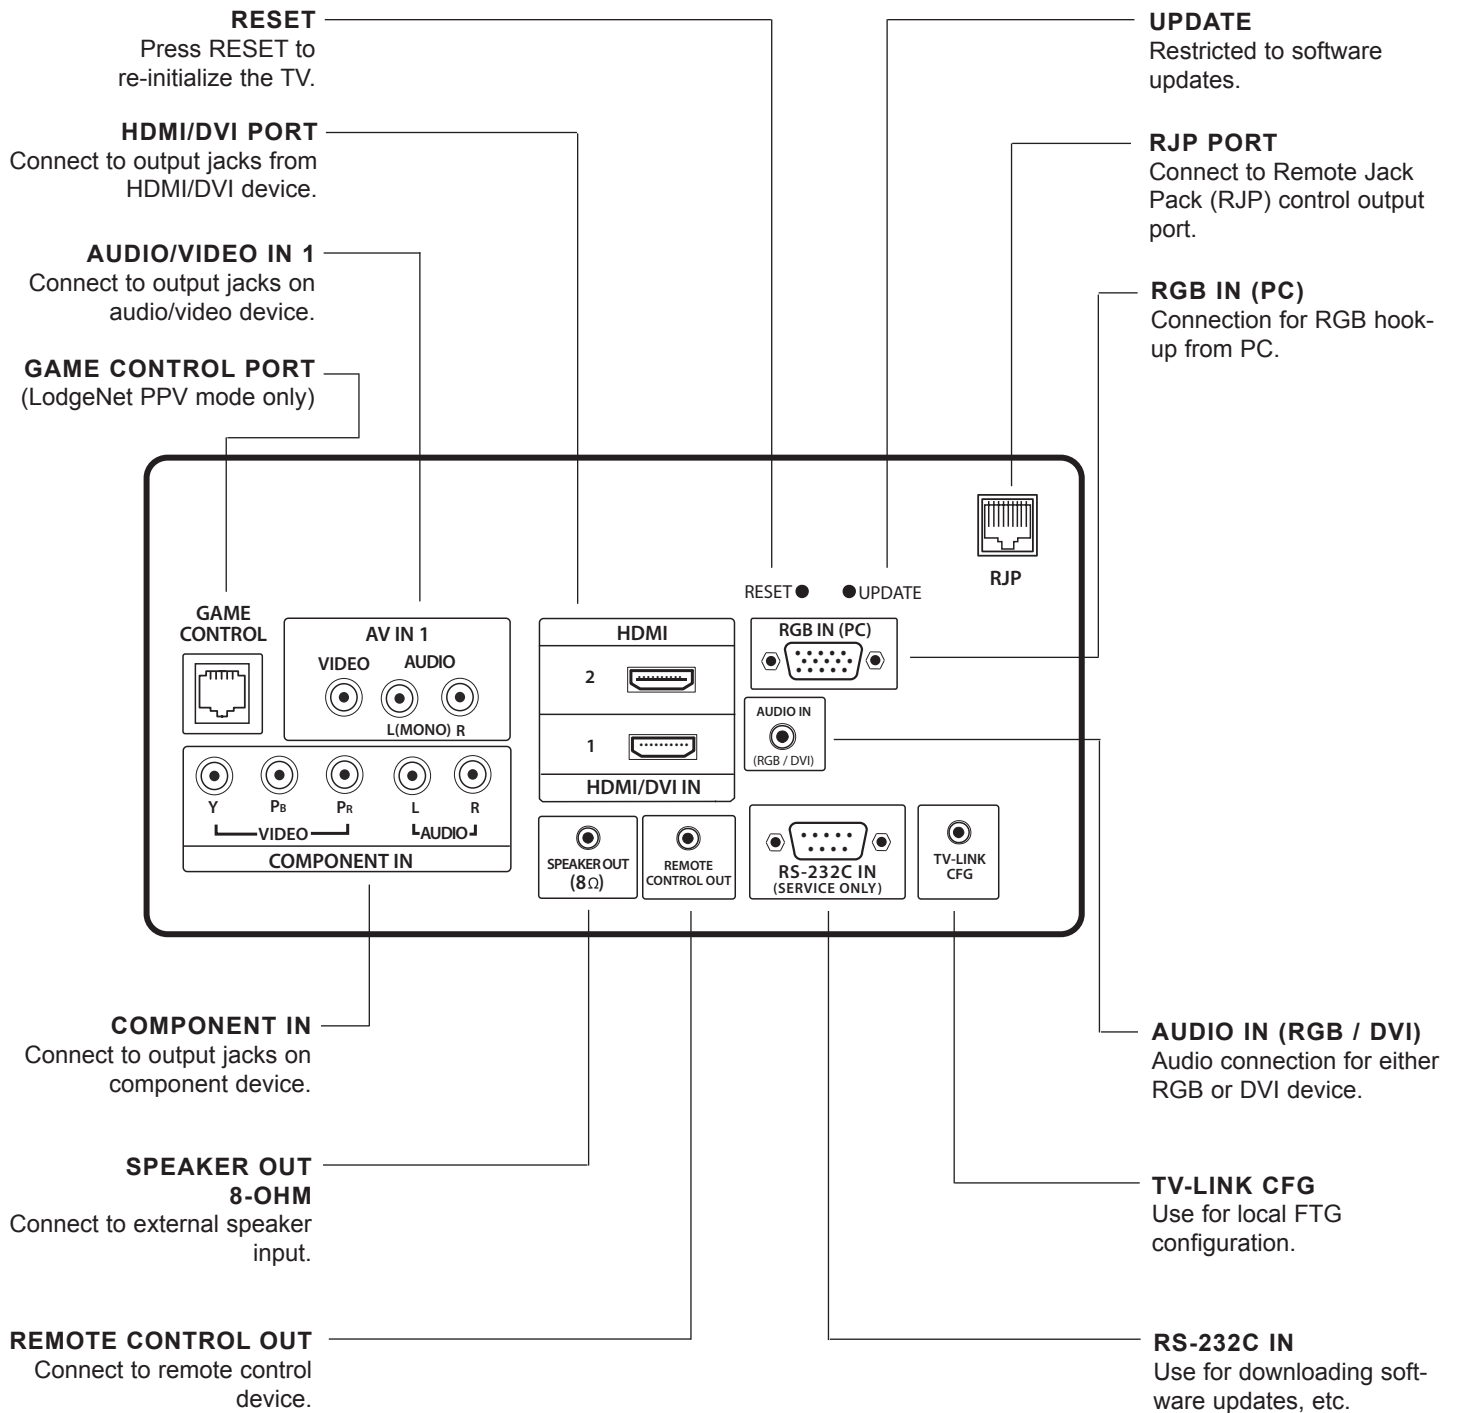 RESET
Press RESET to
re-initialize the TV.
HDMI/DVI PORT
Connect to output jacks from
HDMI/DVI device.
AUDIO/VIDEO IN 1
Connect to output jacks on
audio/video device.
GAME CONTROL PORT
(LodgeNet PPV mode only)
UPDATE
Restricted to software
updates.
RJP PORT
Connect to Remote Jack
Pack (RJP) control output
port.
RGB IN (PC)
Connection for RGB hook-
up from PC.
RJP
RESET
UPDATE
GAME
CONTROL
AV IN 1
VIDEO
AUDIO
L(MONO) R
HDMI
2
1
HDMI/DVI IN
RGB IN (PC)
AUDIO IN
(RGB / DVI)
Y
PB
PR
L
R
VIDEO
AUDIO
COMPONENT IN
SPEAKER OUT
(8Ω)
REMOTE
CONTROL OUT
RS-232C IN
(SERVICE ONLY)
TV-LINK
CFG
COMPONENT IN
Connect to output jacks on
component device.
SPEAKER OUT
8-OHM
Connect to external speaker
input.
REMOTE CONTROL OUT
Connect to remote control
device.
AUDIO IN (RGB / DVI)
Audio connection for either
RGB or DVI device.
TV-LINK CFG
Use for local FTG
configuration.
RS-232C IN
Use for downloading soft-
ware updates, etc.